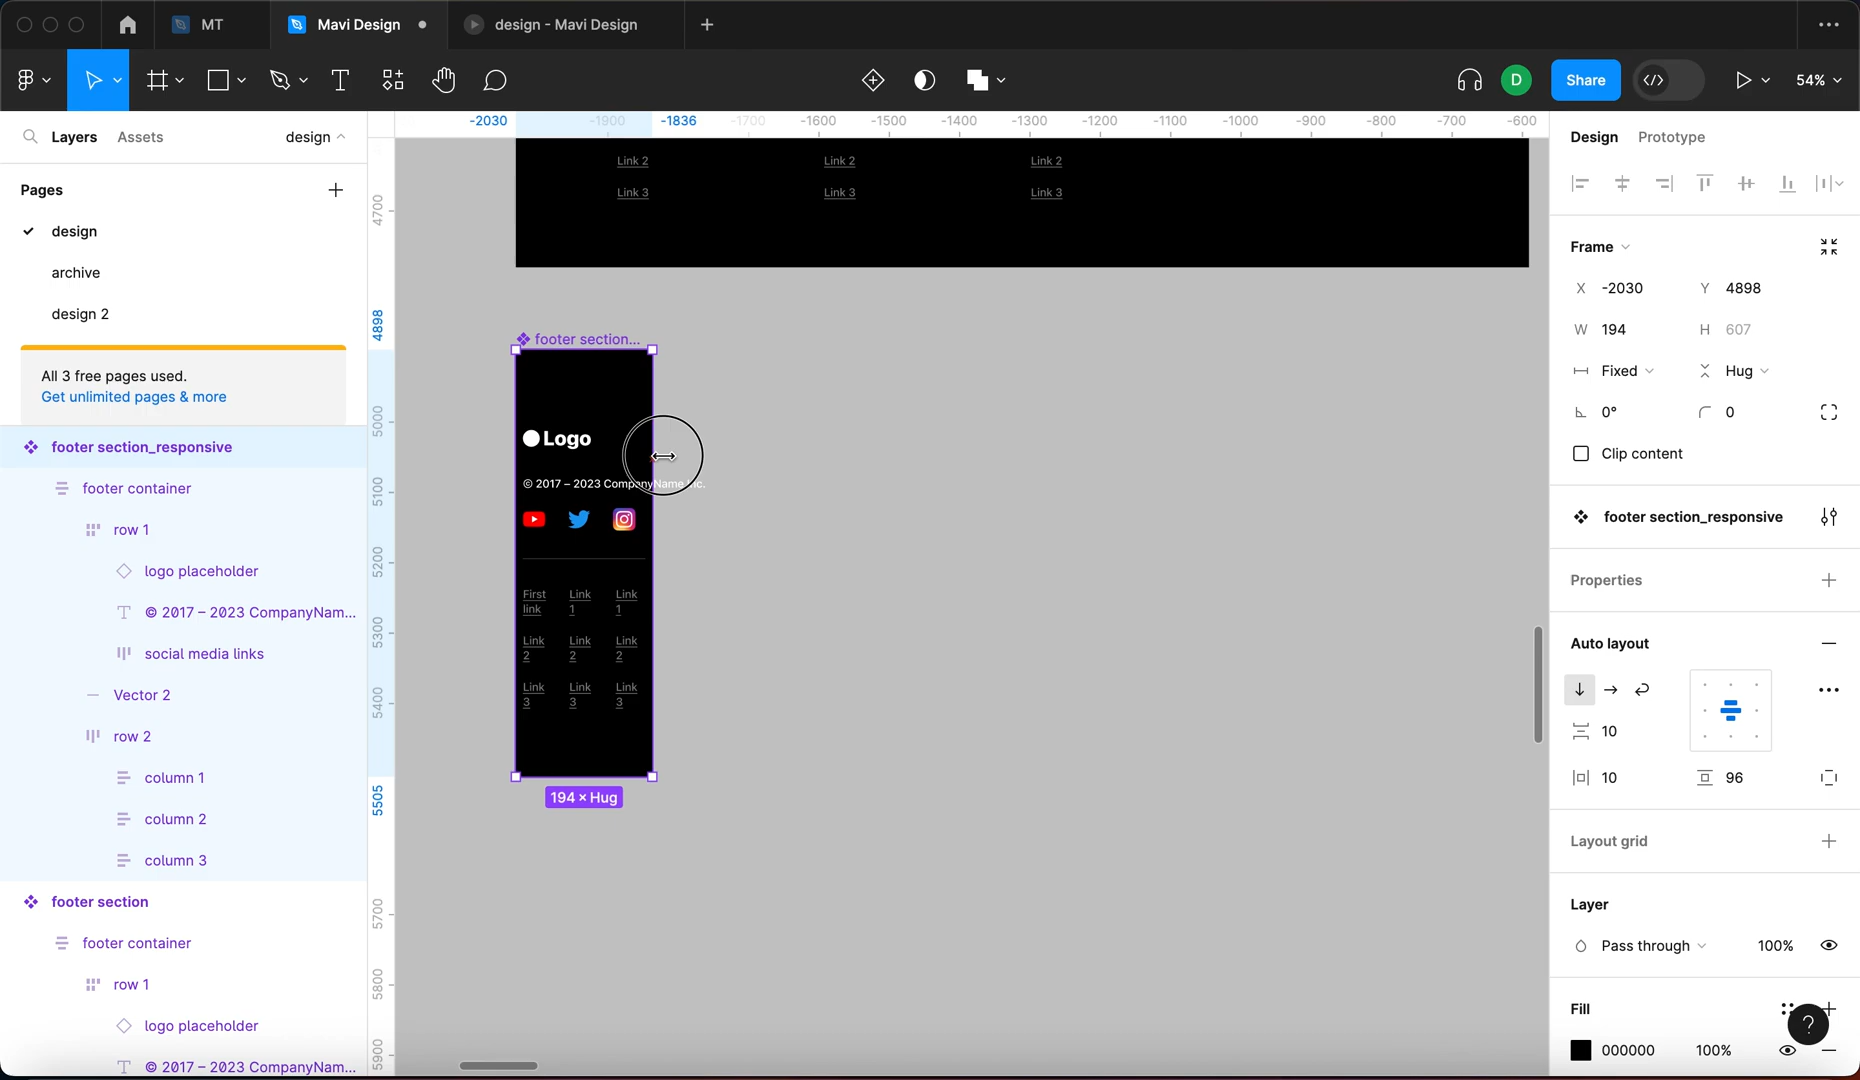 MT
Mavi Design
design - Mavi Design
D
Share
54%
Layers
Assets
design
Pages
design
archive
design 2
All 3 free pages used.
Get unlimited pages & more
footer section_responsive
footer container
row 1
logo placeholder
© 2017 – 2023 CompanyNam...
social media links
Vector 2
row 2
column 1
column 2
column 3
footer section
footer container
row 1
logo placeholder
© 2017 – 2023 CompanyNam...
-2030
-1900
-1836
-1700
-1600
-1500
-1400
-1300
-1200
-1100
-1000
-900
-800
-700
-600
4700
4898
5000
5100
5200
5300
5400
5505
5700
5800
5900
Link 2
Link 2
Link 2
Link 3
Link 3
Link 3
footer section...
Logo
© 2017 – 2023 CompanyName Inc.
First link
Link 1
Link 1
Link 2
Link 2
Link 2
Link 3
Link 3
Link 3
194 × Hug
Design
Prototype
Frame
X -2030
Y 4898
W 194
H 607
Fixed
Hug
0°
0
Clip content
footer section_responsive
Properties
Auto layout
10
10
96
Layout grid
Layer
Pass through
100%
Fill
?
000000
100%